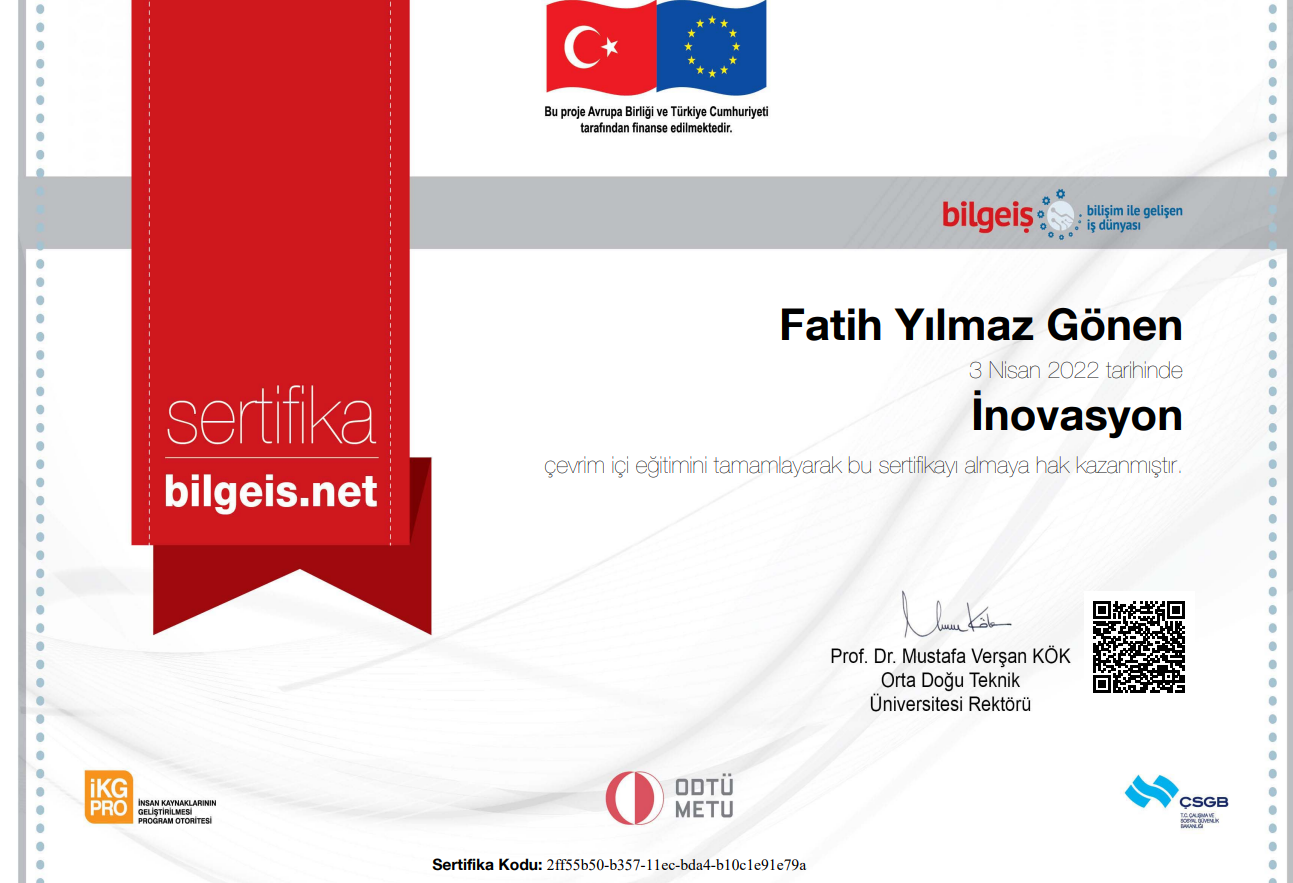 Bu proje Avrupa Birliği ve Türkiye Cumhuriyeti
tarafından finanse edilmektedir.
bilgeiş
bilişim ile gelişen
iş dünyası
Fatih Yılmaz Gönen
3 Nisan 2022 tarihinde
İnovasyon
çevrim içi eğitimini tamamlayarak bu sertifikayı almaya hak kazanmıştır.
sertifika
bilgeis.net
Prof. Dr. Mustafa Verşan KÖK
Orta Doğu Teknik
Üniversitesi Rektörü
iKG
PRO
İNSAN KAYNAKLARININ
GELİŞTİRİLMESİ
PROGRAM OTORİTESİ
ODTÜ
METU
ÇSGB
T.C. ÇALIŞMA VE
SOSYAL GÜVENLİK
BAKANLIĞI
Sertifika Kodu: 2ff55b50-b357-11ec-bda4-b10c1e91e79a